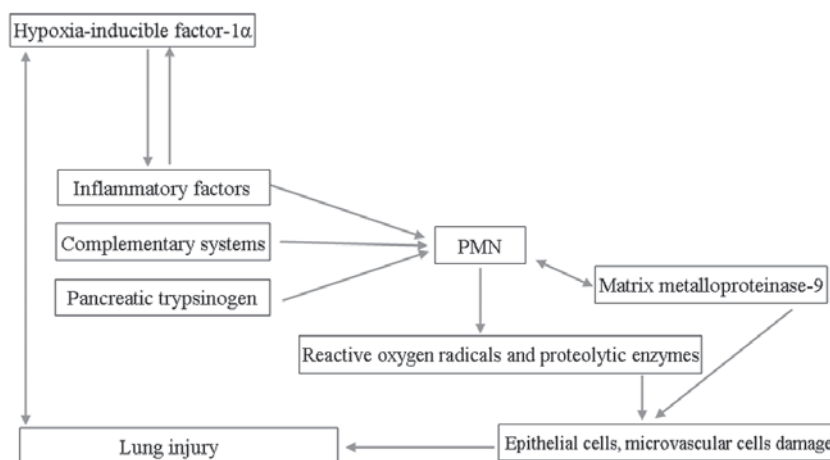 Hypoxia-inducible factor-1α
Inflammatory factors
Complementary systems
PMN
Pancreatic trypsinogen
Matrix metalloproteinase-9
Reactive oxygen radicals and proteolytic enzymes
Lung injury
Epithelial cells, microvascular cells damage